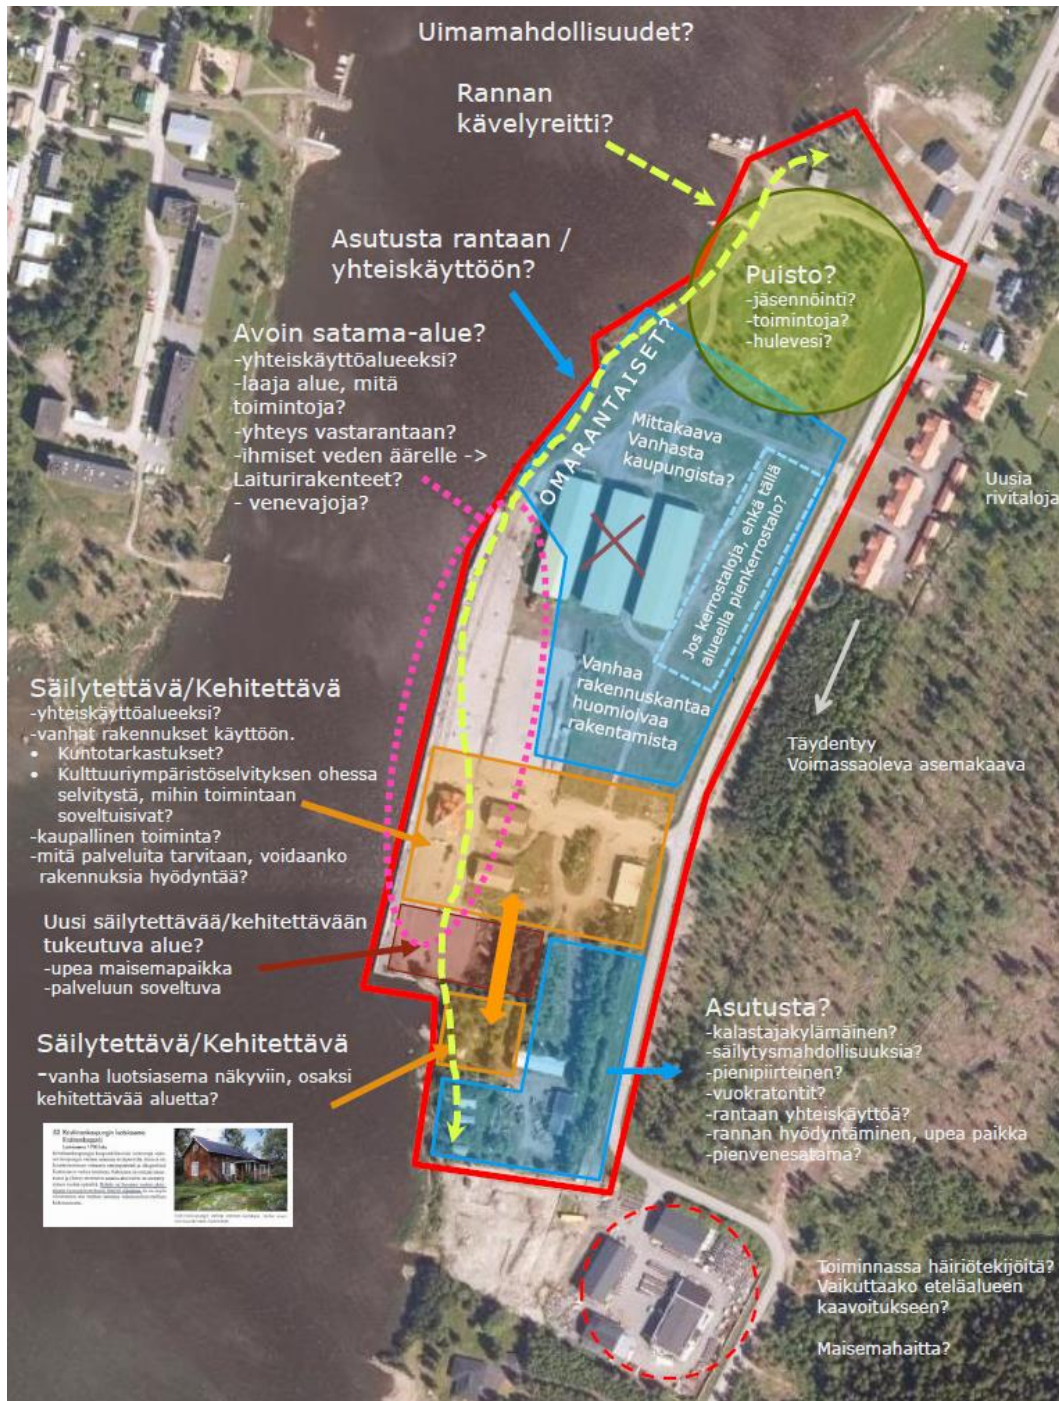 Uimamahdollisuudet?
Rannan
kävelyreitti?
Asutusta rantaan /
yhteiskäyttöön?
Puisto?
-jäsennöinti?
-toimintoja?
-hulevesi?
Avoin satama-alue?
-yhteiskäyttöalueeksi?
-laaja alue, mitä
toimintoja?
-yhteys vastarantaan?
-ihmiset veden äärelle ->
Laiturirakenteet?
- venevajoja?
OMARANTAISET?
Mittakaava
Vanhasta
kaupungista?
Jos kerrostaloja, ehkä tällä
alueella pienkerrostalo?
Uusia
rivitaloja
Vanhaa
rakennuskantaa
huomioivaa
rakentamista
Täydentyy
Voimassaoleva asemakaava
Säilytettävä/Kehitettävä
-yhteiskäyttöalueeksi?
-vanhat rakennukset käyttöön.
• Kuntotarkastukset?
• Kulttuuriympäristöselvityksen ohessa
selvitystä, mihin toimintaan
soveltuisivat?
-kaupallinen toiminta?
-mitä palveluita tarvitaan, voidaanko
rakennuksia hyödyntää?
Uusi säilytettävää/kehitettävään
tukeutuva alue?
-upea maisemapaikka
-palveluun soveltuva
Säilytettävä/Kehitettävä
-vanha luotsiasema näkyviin, osaksi
kehitettävää aluetta?
Asutusta?
-kalastajakylämäinen?
-säilytysmahdollisuuksia?
-pienipiirteinen?
-vuokratontit?
-rantaan yhteiskäyttöä?
-rannan hyödyntäminen, upea paikka
-pienvenesatama?
Toiminnassa häiriötekijöitä?
Vaikuttaako eteläalueen
kaavoitukseen?
Maisemahaitta?